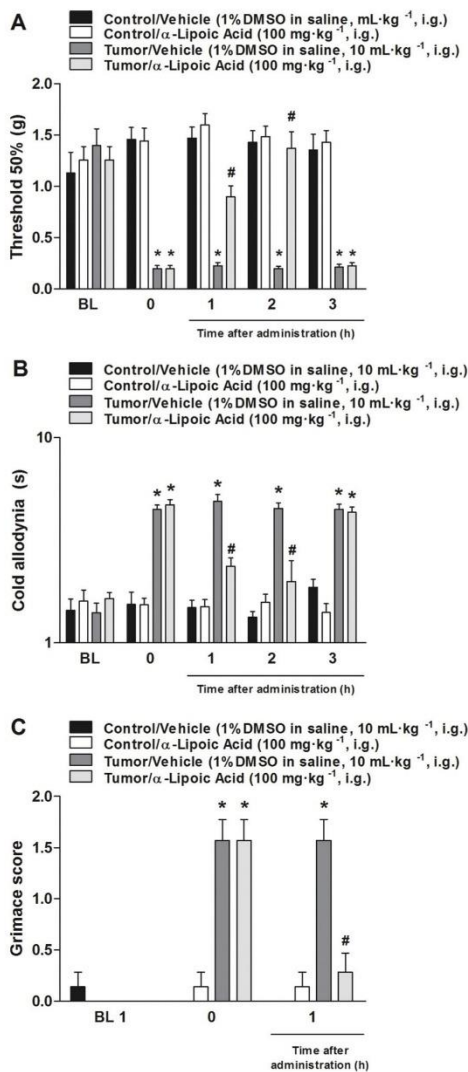 A
Control/Vehicle (1%DMSO in saline, mL·kg -1, i.g.)
Control/α-Lipoic Acid (100 mg·kg -1, i.g.)
Tumor/Vehicle (1%DMSO in saline, 10 mL·kg -1, i.g.)
Tumor/α-Lipoic Acid (100 mg·kg -1, i.g.)
Threshold 50% (g)
2.0
1.5
1.0
0.5
0.0
* * * # * # * *
BL 0 1 2 3
Time after administration (h)
B
Control/Vehicle (1%DMSO in saline, 10 mL·kg -1, i.g.)
Control/α-Lipoic Acid (100 mg·kg -1, i.g.)
Tumor/Vehicle (1%DMSO in saline, 10 mL·kg -1, i.g.)
Tumor/α-Lipoic Acid (100 mg·kg -1, i.g.)
Cold allodynia (s)
10
1
* * * # * # * *
BL 0 1 2 3
Time after administration (h)
C
Control/Vehicle (1%DMSO in saline, 10 mL·kg -1, i.g.)
Control/α-Lipoic Acid (100 mg·kg -1, i.g.)
Tumor/Vehicle (1%DMSO in saline, 10 mL·kg -1, i.g.)
Tumor/α-Lipoic Acid (100 mg·kg -1, i.g.)
Grimace score
2.0
1.5
1.0
0.5
0.0
* * * #
BL 1 0 1
Time after
administration (h)